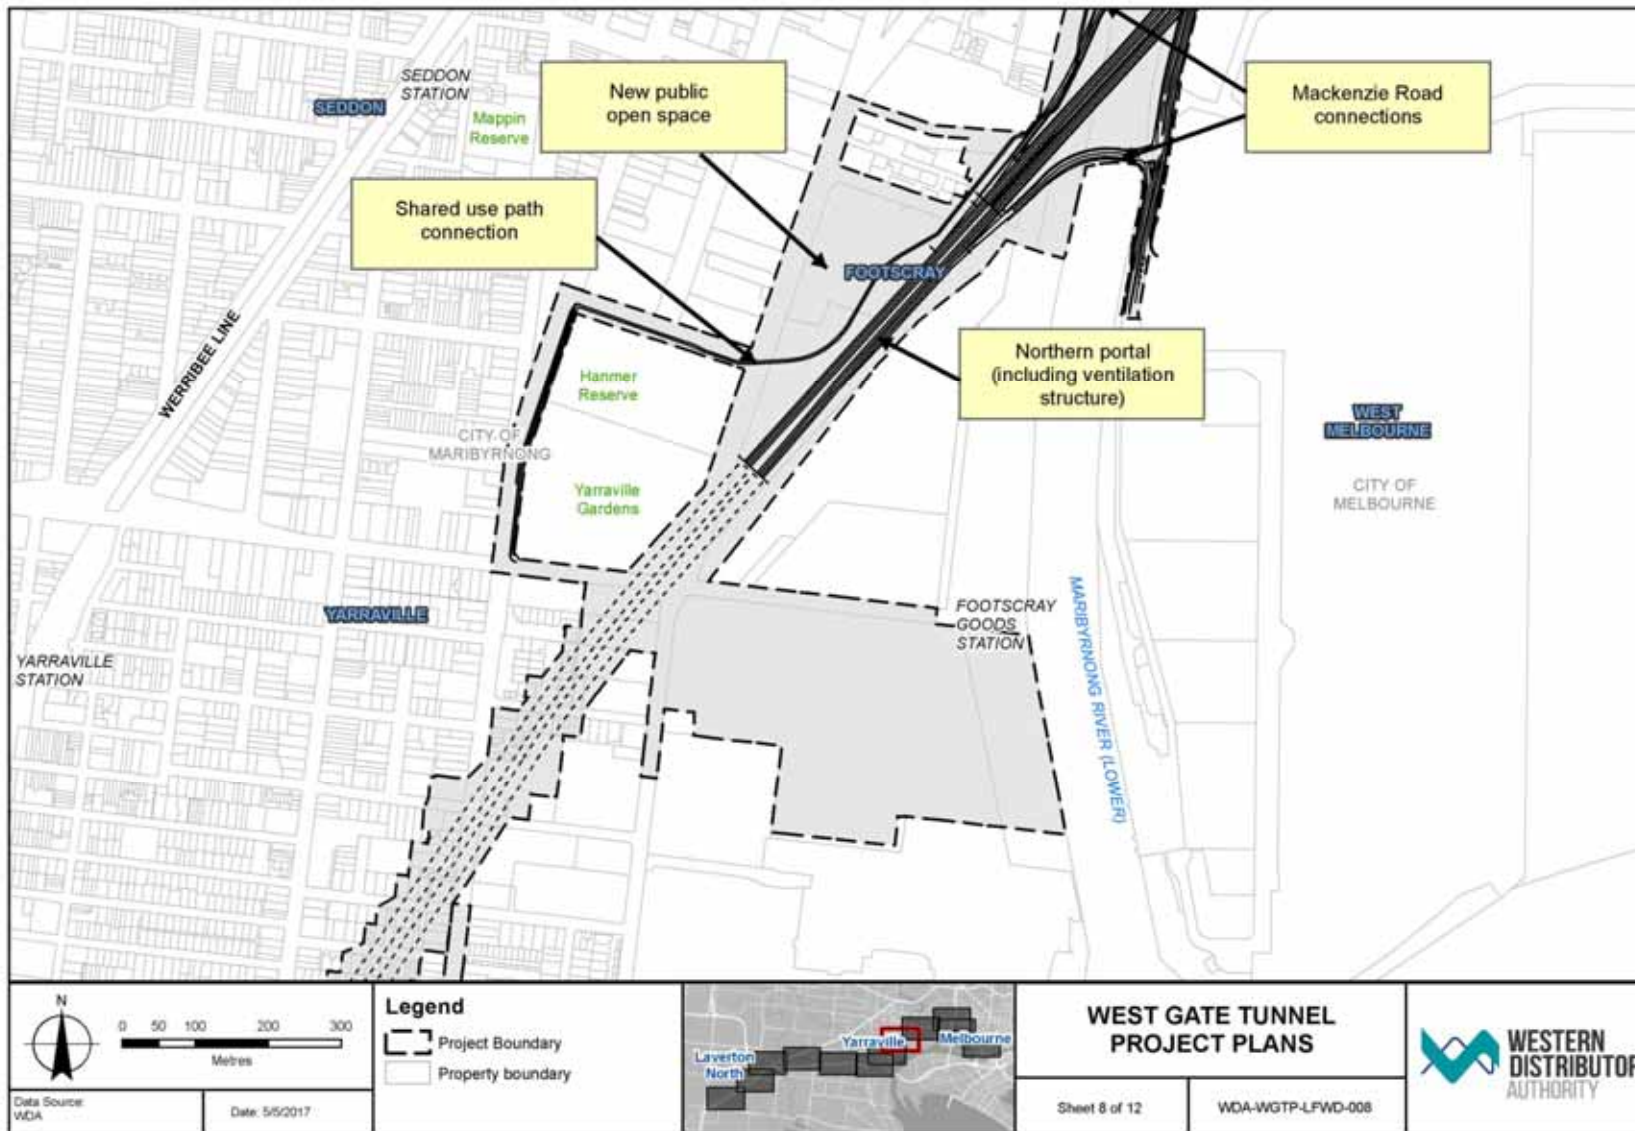 SEDDON
STATION
SEDDON
Mappin
Reserve
New public
open space
Mackenzie Road
connections
Shared use path
connection
FOOTSCRAY
WERRIBEE LINE
Northern portal
(including ventilation
structure)
Hanmer
Reserve
CITY OF
MARIBYRNONG
WEST
MELBOURNE
Yarraville
Gardens
CITY OF
MELBOURNE
YARRAVILLE
FOOTSCRAY
GOODS
STATION
MARIBYRNONG RIVER (LOWER)
YARRAVILLE
STATION
N
0 50 100 200 300
Metres
Data Source:
WDA
Date: 5/5/2017
Legend
Project Boundary
Property boundary
Laverton
North
Yarraville
Melbourne
WEST GATE TUNNEL
PROJECT PLANS
Sheet 8 of 12
WDA-WGTP-LFWD-008
WESTERN
DISTRIBUTOR
AUTHORITY